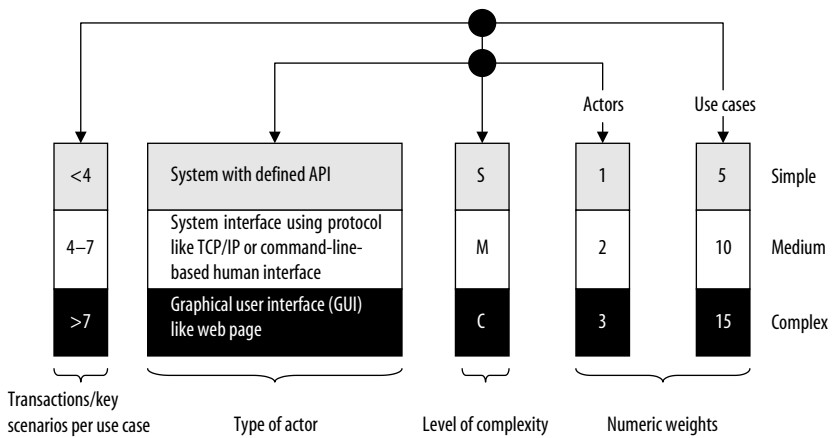 Actors
Use cases
<4
System with defined API
S
1
5
Simple
4–7
System interface using protocol
like TCP/IP or command-line-
based human interface
M
2
10
Medium
>7
Graphical user interface (GUI)
like web page
C
3
15
Complex
Transactions/key
scenarios per use case
Type of actor
Level of complexity
Numeric weights